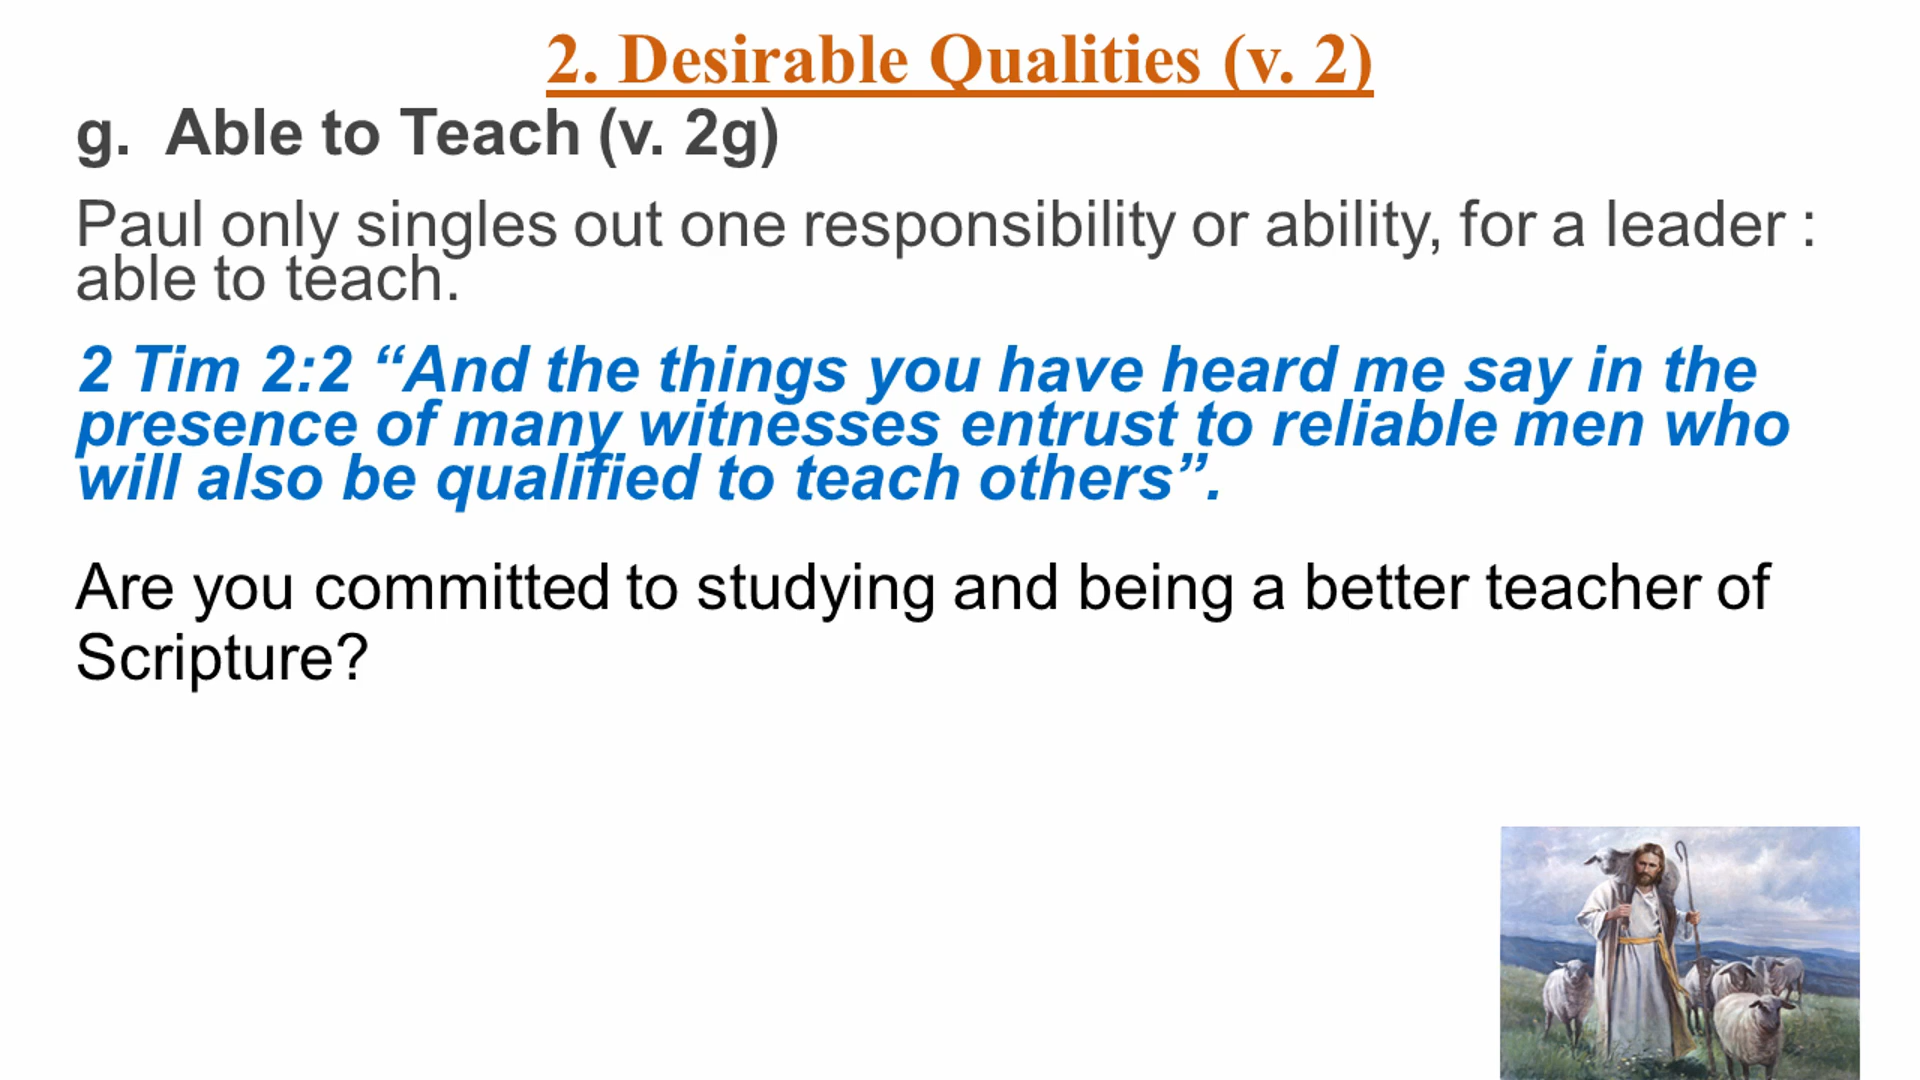 2. Desirable Qualities (v. 2)
g. Able to Teach (v. 2g)
Paul only singles out one responsibility or ability, for a leader :
able to teach.
2 Tim 2:2 “And the things you have heard me say in the
presence of many witnesses entrust to reliable men who
will also be qualified to teach others”.
Are you committed to studying and being a better teacher of
Scripture?